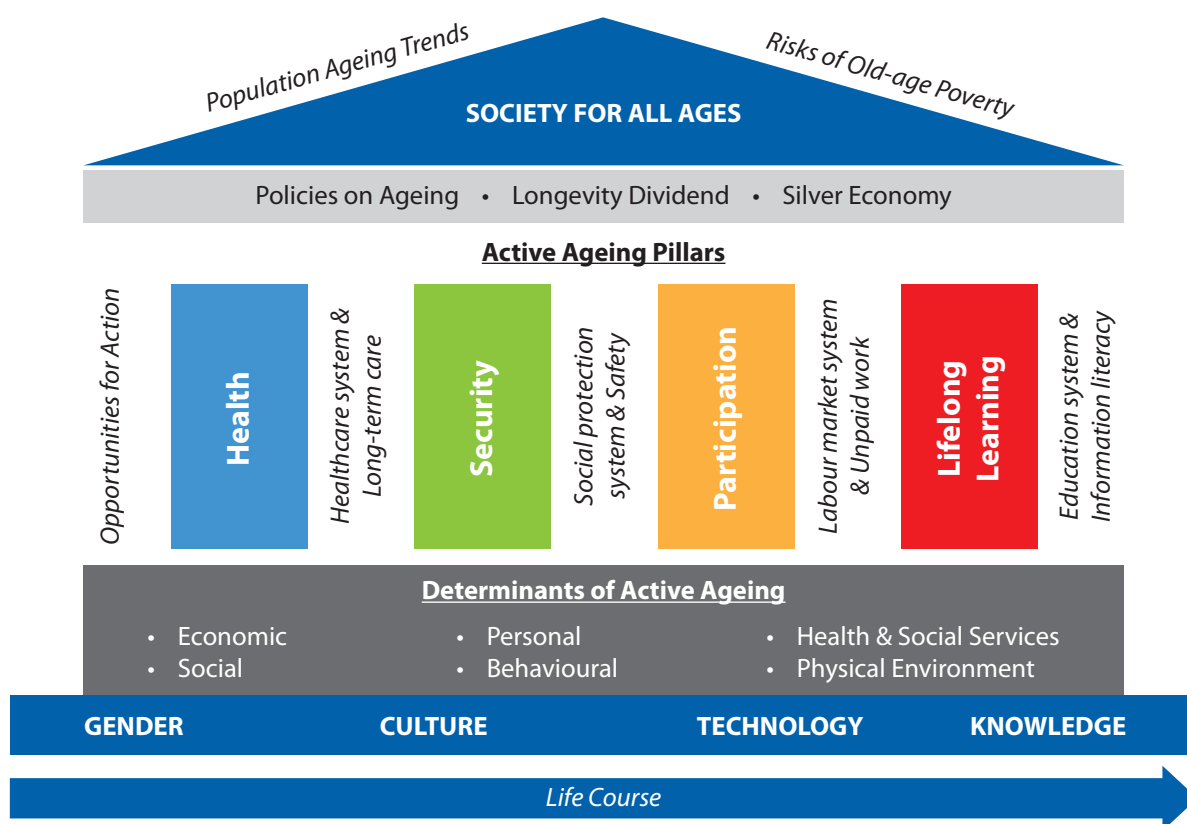 Population Ageing Trends
Risks of Old-age Poverty
SOCIETY FOR ALL AGES
Policies on Ageing • Longevity Dividend • Silver Economy
Active Ageing Pillars
Opportunities for Action
Health
Healthcare system &
Long-term care
Security
Social protection
system & Safety
Participation
Labour market system
& Unpaid work
Lifelong
Learning
Education system &
Information literacy
Determinants of Active Ageing
• Economic
• Social
• Personal
• Behavioural
• Health & Social Services
• Physical Environment
GENDER CULTURE TECHNOLOGY KNOWLEDGE
Life Course